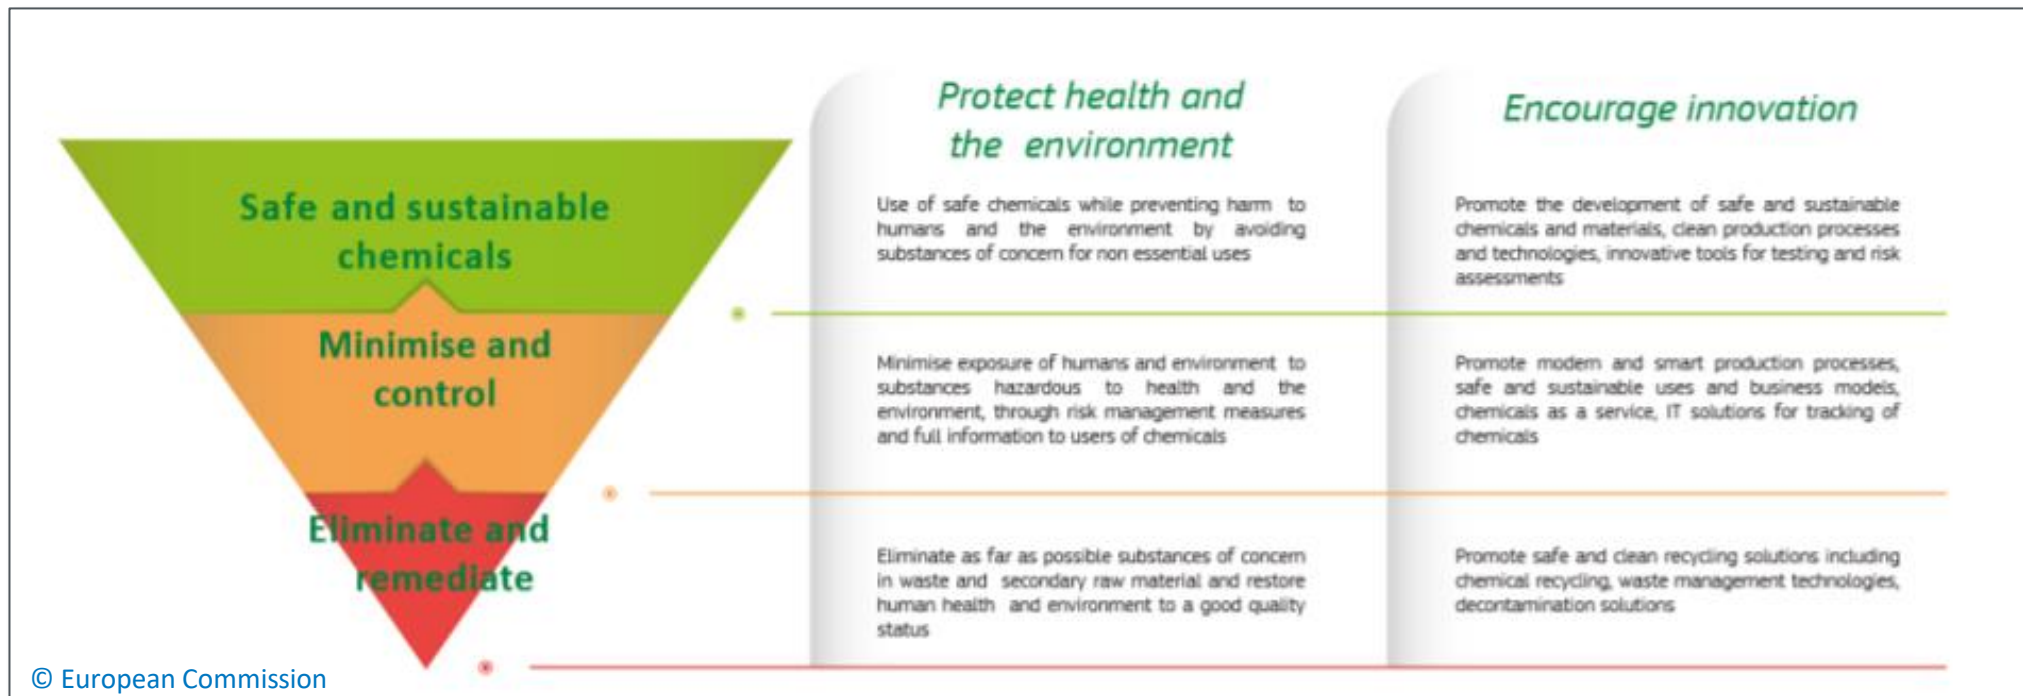 Safe and sustainable
chemicals
Minimise and
control
Eliminate and
remediate
Protect health and
the environment
Use of safe chemicals while preventing harm to
humans and the environment by avoiding
substances of concern for non essential uses
Minimise exposure of humans and environment to
substances hazardous to health and the
environment, through risk management measures
and full information to users of chemicals
Eliminate as far as possible substances of concern
in waste and secondary raw material and restore
human health and environment to a good quality
status
Encourage innovation
Promote the development of safe and sustainable
chemicals and materials, clean production processes
and technologies, innovative tools for testing and risk
assessments
Promote modern and smart production processes,
safe and sustainable uses and business models,
chemicals as a service, IT solutions for tracking of
chemicals
Promote safe and clean recycling solutions including
chemical recycling, waste management technologies,
decontamination solutions
© European Commission